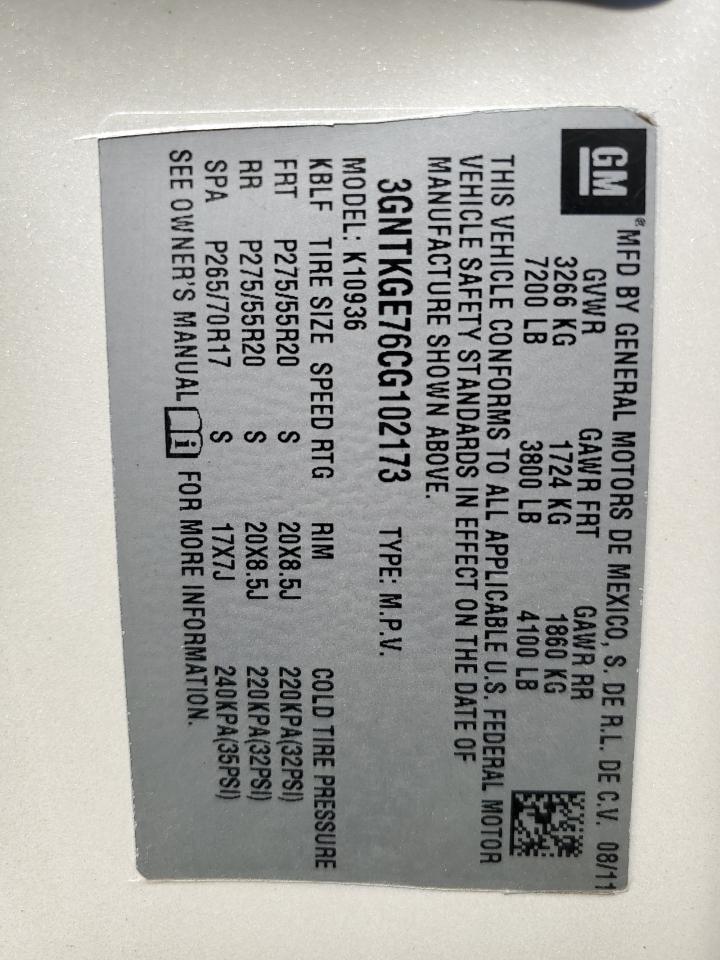 GM
® MFD BY GENERAL MOTORS DE MEXICO, S. DE R.L. DE C.V. 08/11
GVWR GAWR FRT GAWR RR
3266 KG 1724 KG 1860 KG
7200 LB 3800 LB 4100 LB
THIS VEHICLE CONFORMS TO ALL APPLICABLE U.S. FEDERAL MOTOR
VEHICLE SAFETY STANDARDS IN EFFECT ON THE DATE OF
MANUFACTURE SHOWN ABOVE.
3GNTKGE76CG102173 TYPE: M.P.V.
MODEL: K10936
KBLF TIRE SIZE SPEED RTG RIM COLD TIRE PRESSURE
FRT P275/55R20 S 20X8.5J 220KPA(32PSI)
RR P275/55R20 S 20X8.5J 220KPA(32PSI)
SPA P265/70R17 S 17X7J 240KPA(35PSI)
SEE OWNER'S MANUAL i FOR MORE INFORMATION.